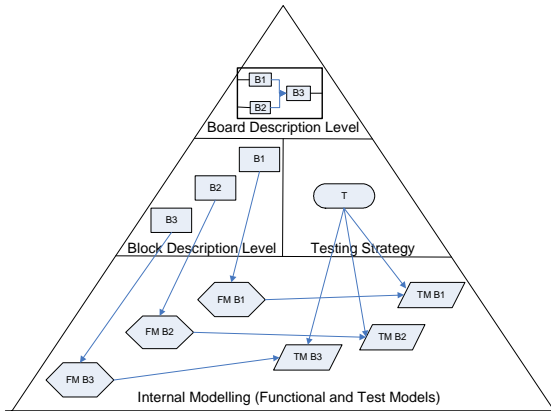 B1
B3
B2
Board Description Level
B1
B2
B3
T
Block Description Level
Testing Strategy
FM B1
TM B1
FM B2
TM B2
TM B3
FM B3
Internal Modelling (Functional and Test Models)